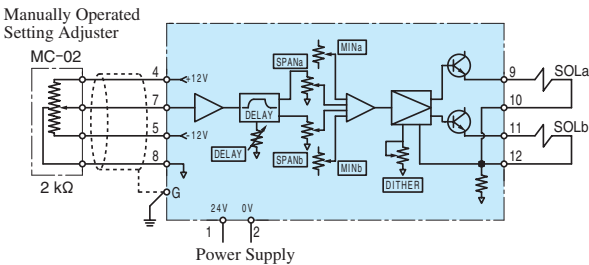 Manually Operated
Setting Adjuster
MC-02
2 kΩ
4
7
5
8
G
+12V
-12V
DELAY
DELAY
SPANa
SPANb
MINa
MINb
DITHER
9
10
11
12
SOLa
SOLb
24V 0V
1 2
Power Supply